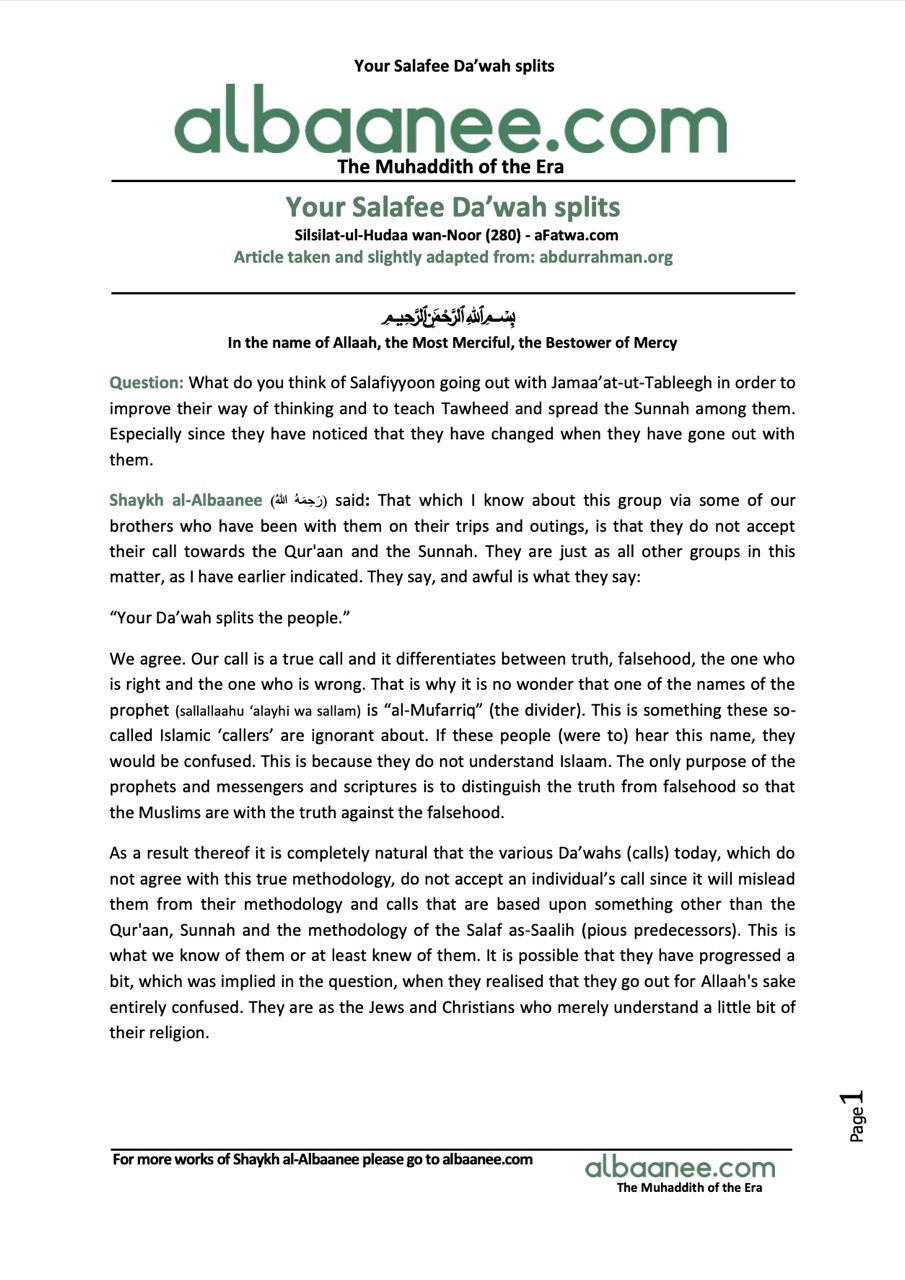 Your Salafee Da’wah splits
albaanee.com
The Muhaddith of the Era
Your Salafee Da’wah splits
Silsilat-ul-Hudaa wan-Noor (280) - aFatwa.com
Article taken and slightly adapted from: abdurrahman.org
بِسْمِ ٱللَّهِ ٱلرَّحْمَٰنِ ٱلرَّحِيمِ
In the name of Allaah, the Most Merciful, the Bestower of Mercy
Question: What do you think of Salafiyyoon going out with Jamaa’at-ut-Tableegh in order to
improve their way of thinking and to teach Tawheed and spread the Sunnah among them.
Especially since they have noticed that they have changed when they have gone out with
them.
Shaykh al-Albaanee (رَحِمَهُ اللهُ) said: That which I know about this group via some of our
brothers who have been with them on their trips and outings, is that they do not accept
their call towards the Qur'aan and the Sunnah. They are just as all other groups in this
matter, as I have earlier indicated. They say, and awful is what they say:
“Your Da’wah splits the people.”
We agree. Our call is a true call and it differentiates between truth, falsehood, the one who
is right and the one who is wrong. That is why it is no wonder that one of the names of the
prophet (sallallaahu ‘alayhi wa sallam) is “al-Mufarriq” (the divider). This is something these so-
called Islamic ‘callers’ are ignorant about. If these people (were to) hear this name, they
would be confused. This is because they do not understand Islaam. The only purpose of the
prophets and messengers and scriptures is to distinguish the truth from falsehood so that
the Muslims are with the truth against the falsehood.
As a result thereof it is completely natural that the various Da’wahs (calls) today, which do
not agree with this true methodology, do not accept an individual’s call since it will mislead
them from their methodology and calls that are based upon something other than the
Qur'aan, Sunnah and the methodology of the Salaf as-Saalih (pious predecessors). This is
what we know of them or at least knew of them. It is possible that they have progressed a
bit, which was implied in the question, when they realised that they go out for Allaah's sake
entirely confused. They are as the Jews and Christians who merely understand a little bit of
their religion.
Page 1
For more works of Shaykh al-Albaanee please go to albaanee.com
albaanee.com
The Muhaddith of the Era